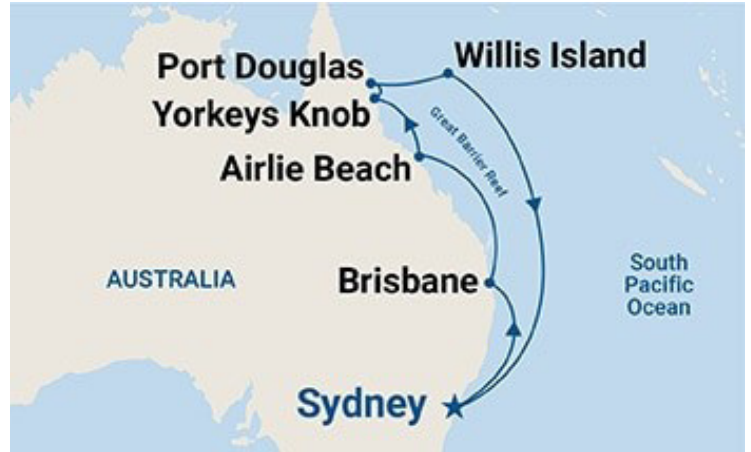 Port Douglas
Willis Island
Yorkeys Knob
Great Barrier Reef
Airlie Beach
AUSTRALIA
Brisbane
South
Pacific
Ocean
Sydney